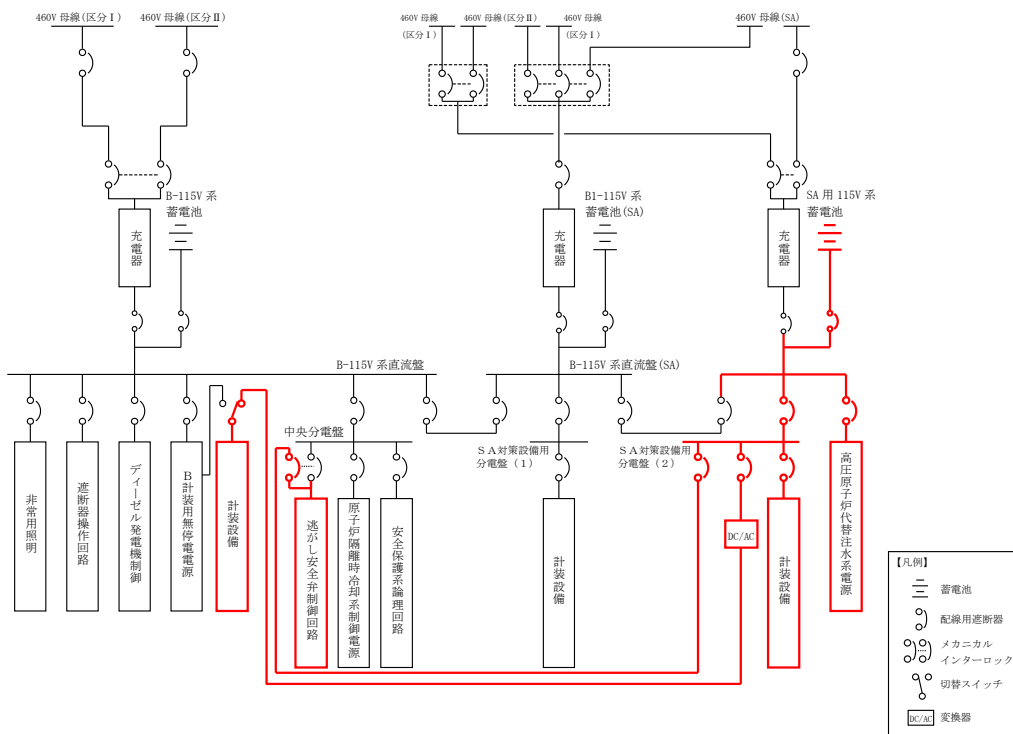 460V 母線(区分Ⅰ)
460V 母線(区分Ⅱ)
460V 母線
(区分Ⅰ)
460V 母線(区分Ⅱ)
460V 母線
(区分Ⅰ)
460V 母線(SA)
B-115V 系
蓄電池
充電器
B1-115V 系
蓄電池(SA)
充電器
SA 用 115V 系
蓄電池
充電器
B-115V 系直流盤
B-115V 系直流盤(SA)
中央分電盤
SA対策設備用
分電盤(1)
SA対策設備用
分電盤(2)
非常用照明
遮断器操作回路
ディーゼル発電機制御
B計装用無停電電源
計装設備
逃がし安全弁制御回路
原子炉隔離時冷却系制御電源
安全保護系論理回路
計装設備
DC/AC
計装設備
高圧原子炉代替注水系電源
【凡例】
蓄電池
配線用遮断器
メカニカル
インターロック
切替スイッチ
DC/AC 変換器